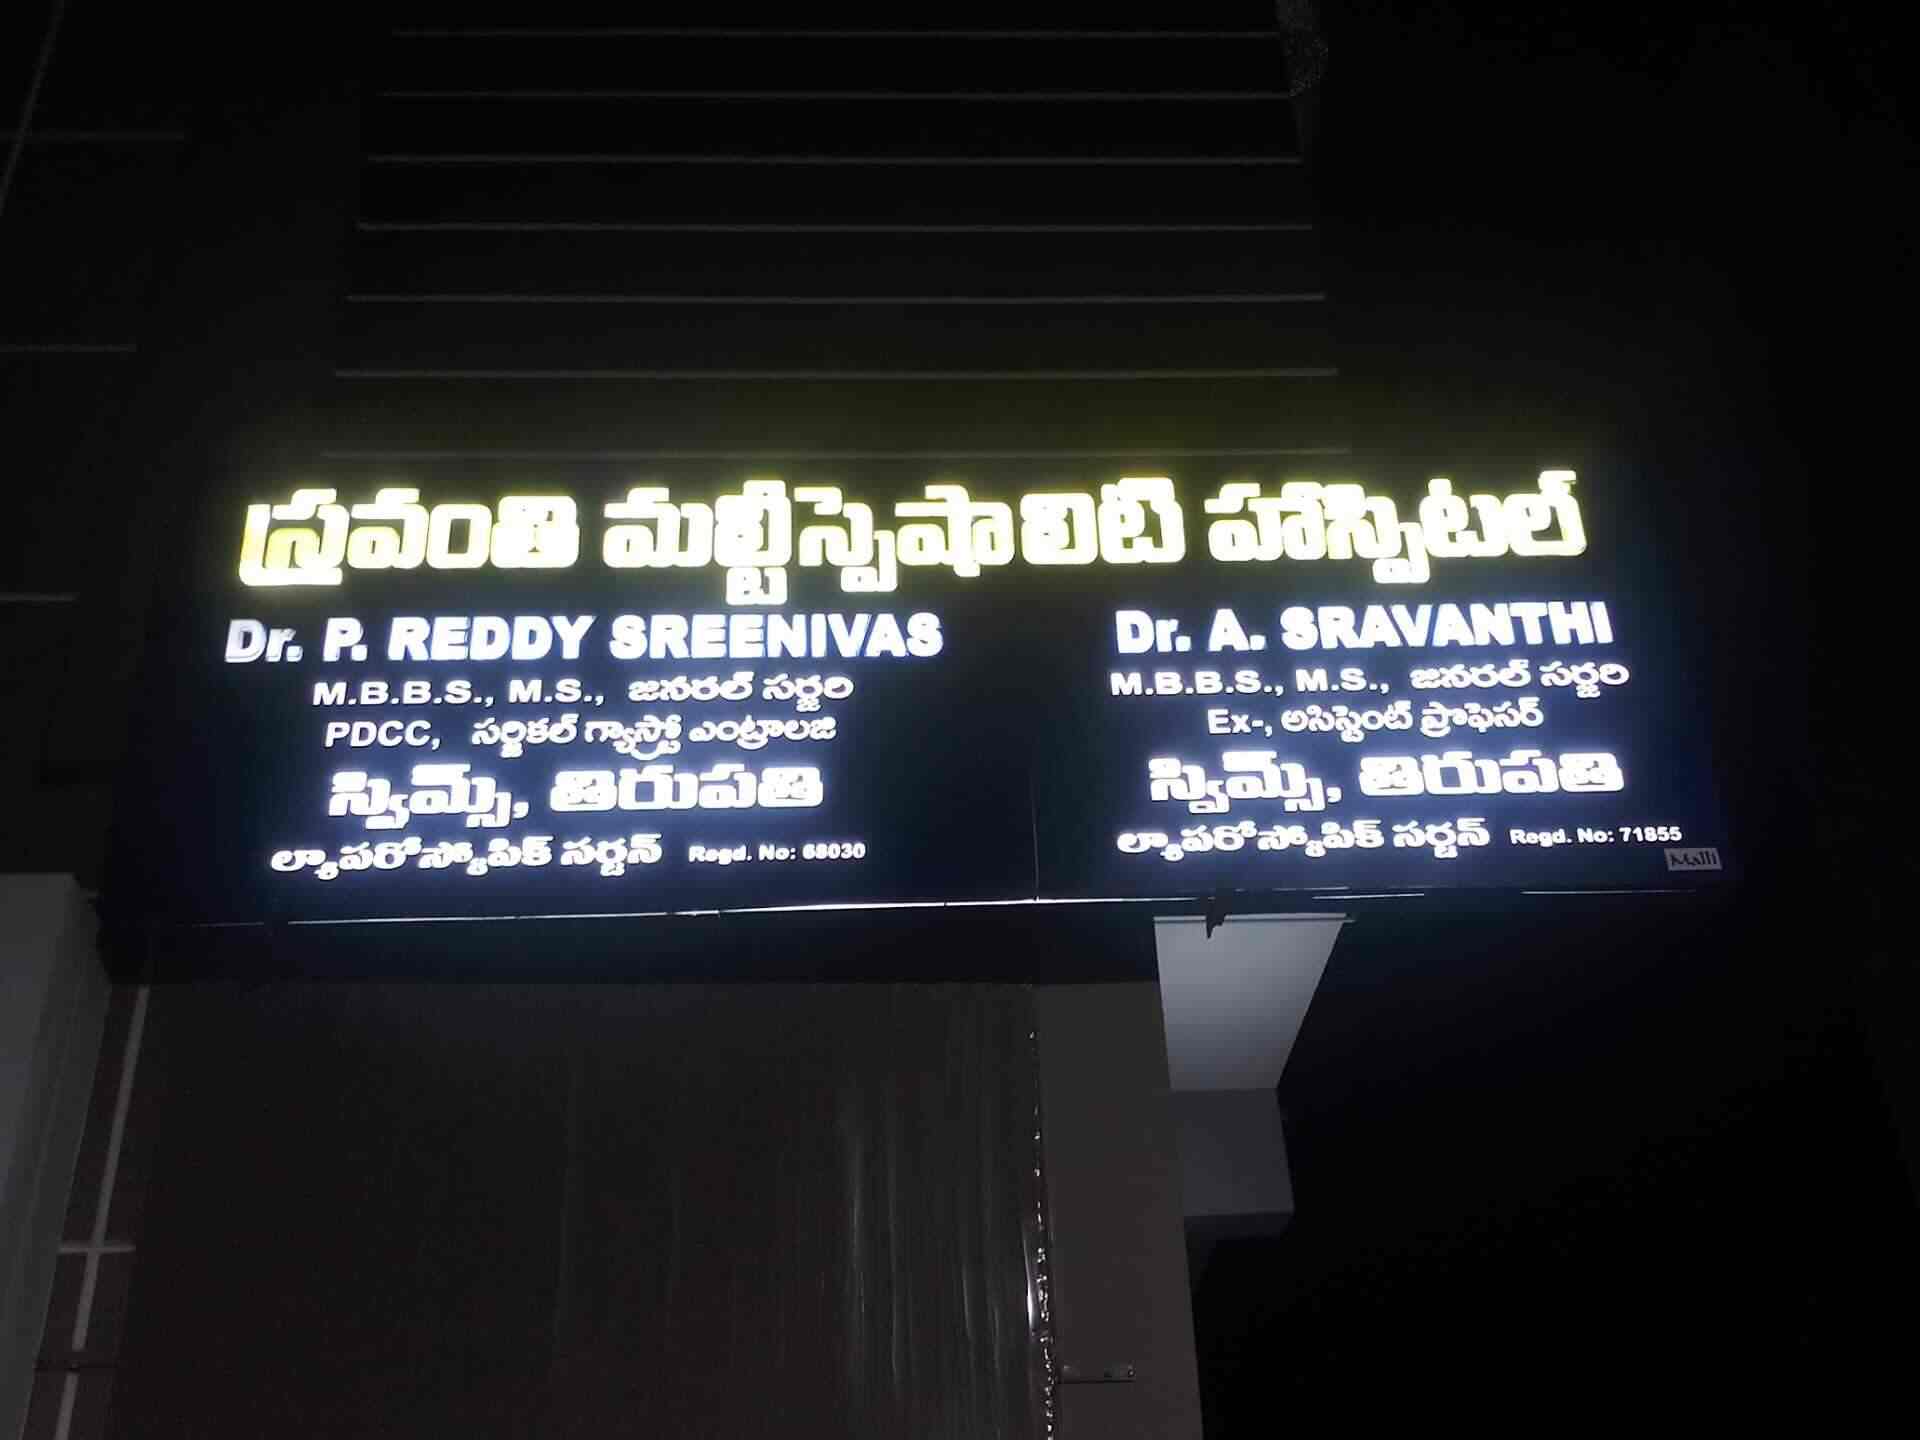 స్రవంతి మల్టీస్పెషాలిటి హాస్పిటల్
Dr. P. REDDY SREENIVAS
M.B.B.S., M.S., జనరల్ సర్జరి
PDCC, సర్జికల్ గ్యాస్ట్రో ఎంట్రాలజి
స్విమ్స్, తిరుపతి
ల్యాపరోస్కోపిక్ సర్జన్ Regd. No: 68030
Dr. A. SRAVANTHI
M.B.B.S., M.S., జనరల్ సర్జరి
Ex-, అసిస్టెంట్ ప్రొఫెసర్
స్విమ్స్, తిరుపతి
ల్యాపరోస్కోపిక్ సర్జన్ Regd. No: 71855
Malli